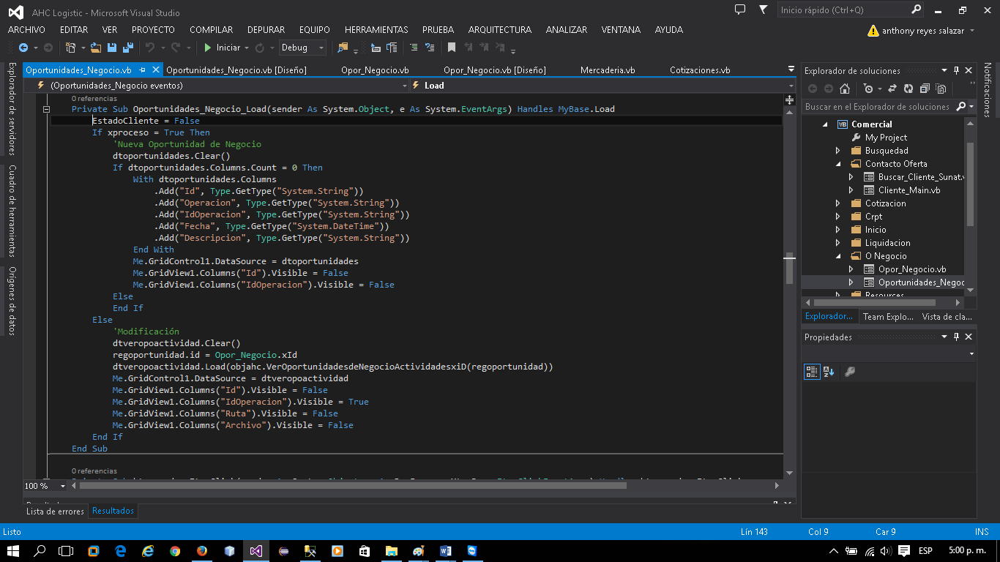 AHC Logistic - Microsoft Visual Studio
Inicio rápido (Ctrl+Q)
ARCHIVO EDITAR VER PROYECTO COMPILAR DEPURAR EQUIPO HERRAMIENTAS PRUEBA ARQUITECTURA ANALIZAR VENTANA AYUDA
anthony reyes salazar
Iniciar Debug
Explorador de servidores
Cuadro de herramientas
Orígenes de datos
Oportunidades_Negocio.vb Oportunidades_Negocio.vb [Diseño] Opor_Negocio.vb Opor_Negocio.vb [Diseño] Mercaderia.vb Cotizaciones.vb
(Oportunidades_Negocio eventos) Load
0 referencias
Private Sub Oportunidades_Negocio_Load(sender As System.Object, e As System.EventArgs) Handles MyBase.Load
EstadoCliente = False
If xproceso = True Then
'Nueva Oportunidad de Negocio
dtoportunidades.Clear()
If dtoportunidades.Columns.Count = 0 Then
With dtoportunidades.Columns
.Add("Id", Type.GetType("System.String"))
.Add("Operacion", Type.GetType("System.String"))
.Add("IdOperacion", Type.GetType("System.String"))
.Add("Fecha", Type.GetType("System.DateTime"))
.Add("Descripcion", Type.GetType("System.String"))
End With
Me.GridControl1.DataSource = dtoportunidades
Me.GridView1.Columns("Id").Visible = False
Me.GridView1.Columns("IdOperacion").Visible = False
Else
End If
Else
'Modificación
dtveropoactividad.Clear()
regoportunidad.id = Opor_Negocio.xId
dtveropoactividad.Load(objahc.VerOportunidadesdeNegocioActividadesxiD(regoportunidad))
Me.GridControl1.DataSource = dtveropoactividad
Me.GridView1.Columns("Id").Visible = False
Me.GridView1.Columns("IdOperacion").Visible = True
Me.GridView1.Columns("Ruta").Visible = False
Me.GridView1.Columns("Archivo").Visible = False
End If
End Sub
0 referencias
100 %
Lista de errores Resultados
Explorador de soluciones
Buscar en el Explorador de soluciones
VB Comercial
My Project
Busquedad
Contacto Oferta
Buscar_Cliente_Sunat.v
Cliente_Main.vb
Cotizacion
Crpt
Inicio
Liquidacion
O Negocio
Opor_Negocio.vb
Oportunidades_Negoc
Resources
Explorador... Team Explo... Vista de cla...
Propiedades
Notificaciones
Listo Lín 143 Col 9 Car 9 INS
ESP 5:00 p. m.